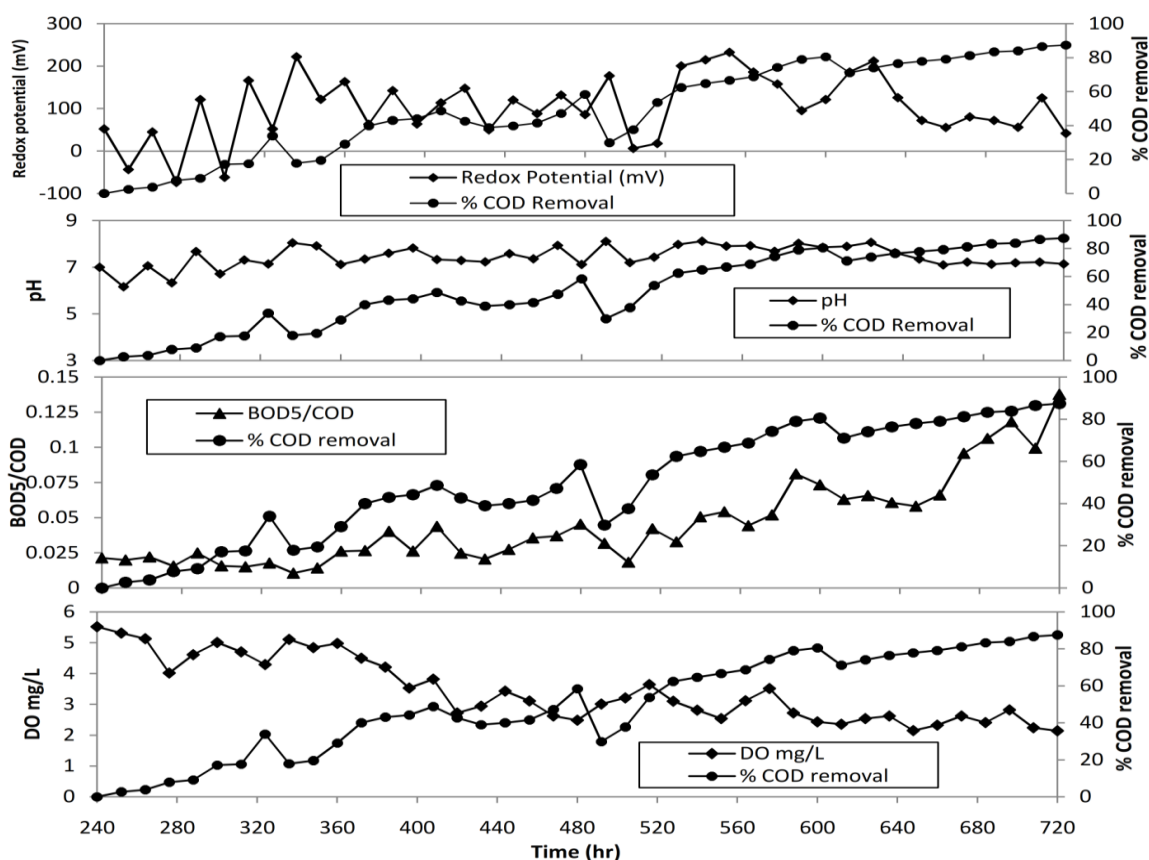 Redox potential (mV)
300
200
100
0
-100
Redox Potential (mV)
% COD Removal
100
80
60
40
20
0
% COD removal
pH
9
7
5
3
pH
% COD Removal
100
80
60
40
20
0
% COD removal
BOD5/COD
0.15
0.125
0.1
0.075
0.05
0.025
0
BOD5/COD
% COD removal
100
80
60
40
20
0
% COD removal
DO mg/L
6
5
4
3
2
1
0
DO mg/L
% COD removal
100
80
60
40
20
0
% COD removal
240 280 320 360 400 440 480 520 560 600 640 680 720
Time (hr)